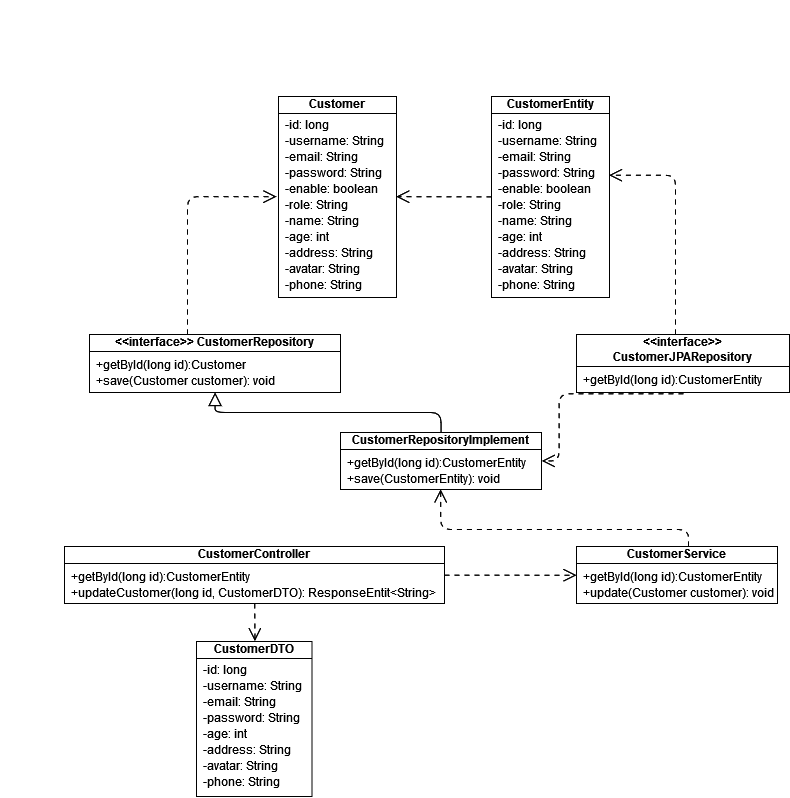 Customer
-id: long
-username: String
-email: String
-password: String
-enable: boolean
-role: String
-name: String
-age: int
-address: String
-avatar: String
-phone: String
CustomerEntity
-id: long
-username: String
-email: String
-password: String
-enable: boolean
-role: String
-name: String
-age: int
-address: String
-avatar: String
-phone: String
<<interface>> CustomerRepository
+getById(long id):Customer
+save(Customer customer): void
<<interface>>
CustomerJPARepository
+getById(long id):CustomerEntity
CustomerRepositoryImplement
+getById(long id):CustomerEntity
+save(CustomerEntity): void
CustomerController
+getById(long id):CustomerEntity
+updateCustomer(long id, CustomerDTO): ResponseEntit<String>
CustomerService
+getById(long id):CustomerEntity
+update(Customer customer): void
CustomerDTO
-id: long
-username: String
-email: String
-password: String
-age: int
-address: String
-avatar: String
-phone: String